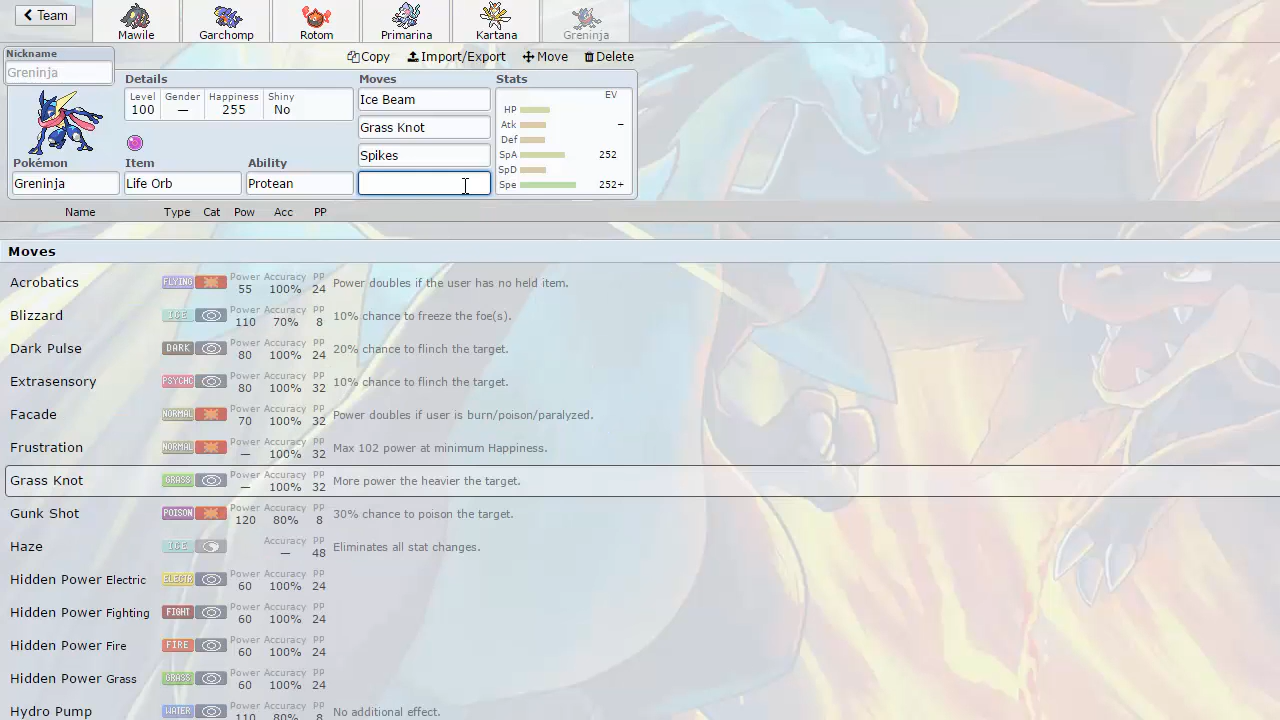 Team
Mawile
Garchomp
Rotom
Primarina
Kartana
Greninja
Nickname
Greninja
Copy Import/Export Move Delete
Details
Moves
Stats
Level
100
Gender
—
Happiness
255
Shiny
No
Pokémon
Greninja
Item
Life Orb
Ability
Protean
Ice Beam
Grass Knot
Spikes
EV
HP
Atk –
Def
SpA 252
SpD
Spe 252+
Name Type Cat Pow Acc PP
Moves
Acrobatics FLYING Power 55 Accuracy 100% PP 24 Power doubles if the user has no held item.
Blizzard ICE Power 110 Accuracy 70% PP 8 10% chance to freeze the foe(s).
Dark Pulse DARK Power 80 Accuracy 100% PP 24 20% chance to flinch the target.
Extrasensory PSYCHC Power 80 Accuracy 100% PP 32 10% chance to flinch the target.
Facade NORMAL Power 70 Accuracy 100% PP 32 Power doubles if user is burn/poison/paralyzed.
Frustration NORMAL Power — Accuracy 100% PP 32 Max 102 power at minimum Happiness.
Grass Knot GRASS Power — Accuracy 100% PP 32 More power the heavier the target.
Gunk Shot POISON Power 120 Accuracy 80% PP 8 30% chance to poison the target.
Haze ICE Accuracy — PP 48 Eliminates all stat changes.
Hidden Power Electric ELECTR Power 60 Accuracy 100% PP 24
Hidden Power Fighting FIGHT Power 60 Accuracy 100% PP 24
Hidden Power Fire FIRE Power 60 Accuracy 100% PP 24
Hidden Power Grass GRASS Power 60 Accuracy 100% PP 24
Hydro Pump WATER Power 110 Accuracy 80% PP 8 No additional effect.